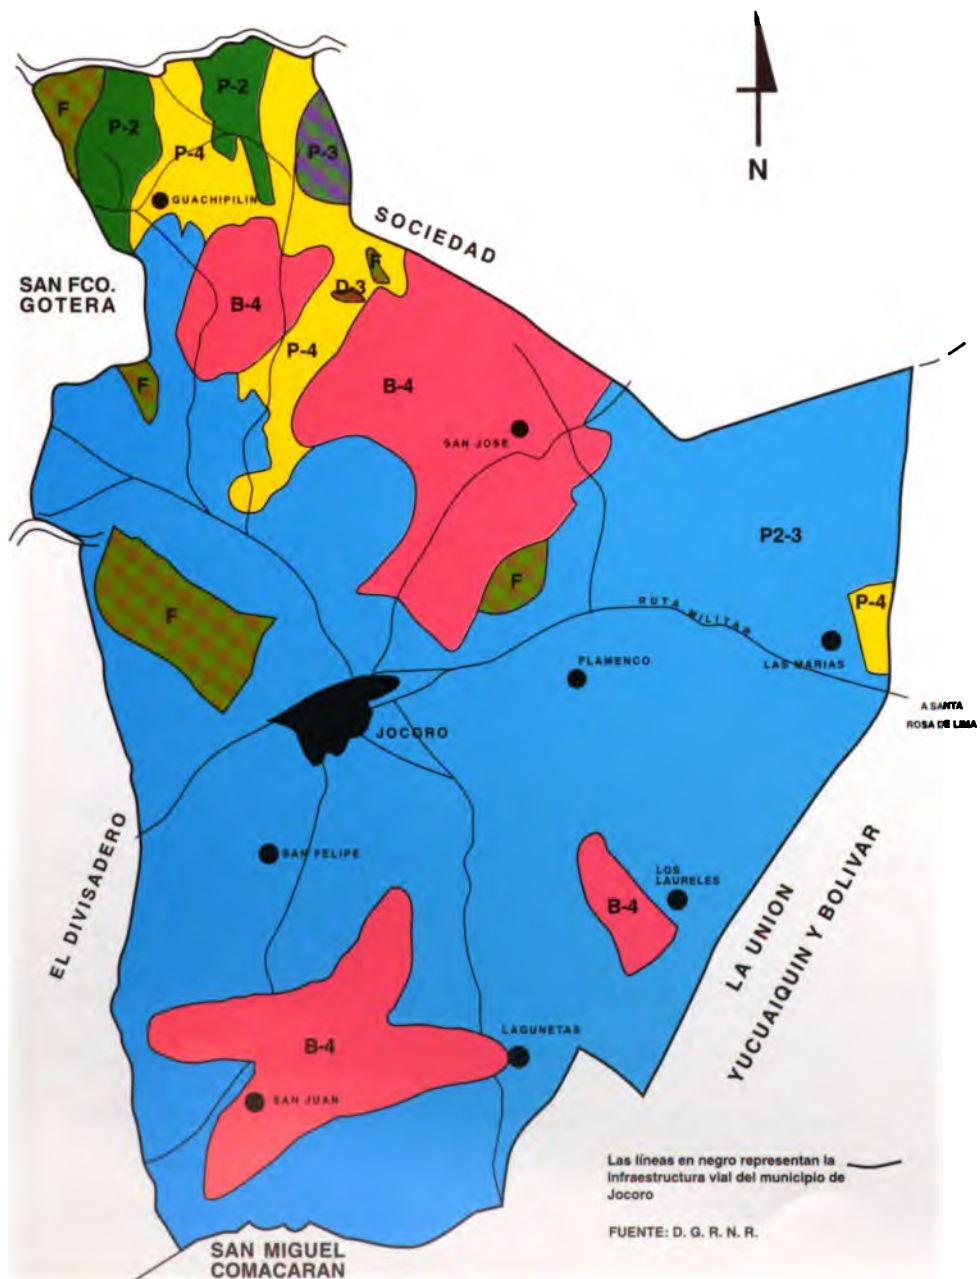 P-2
F
P-2
P-4
P-3
GUACHIPILIN
N
SOCIEDAD
SAN FCO.
GOTERA
F
D-3
B-4
P-4
F
B-4
SAN JOSE
P2-3
F
F
P-4
RUTA MILITAR
FLAMENCO
LAS MARIAS
A SANTA
ROSA DE LIMA
JOCORO
EL DIVISADERO
SAN FELIPE
LOS
LAURELES
B-4
LA UNION
YUCUAIQUIN Y BOLIVAR
LAGUNETAS
B-4
SAN JUAN
Las líneas en negro representan la
infraestructura vial del municipio de
Jocoro
FUENTE: D. G. R. N. R.
SAN MIGUEL
COMACARAN